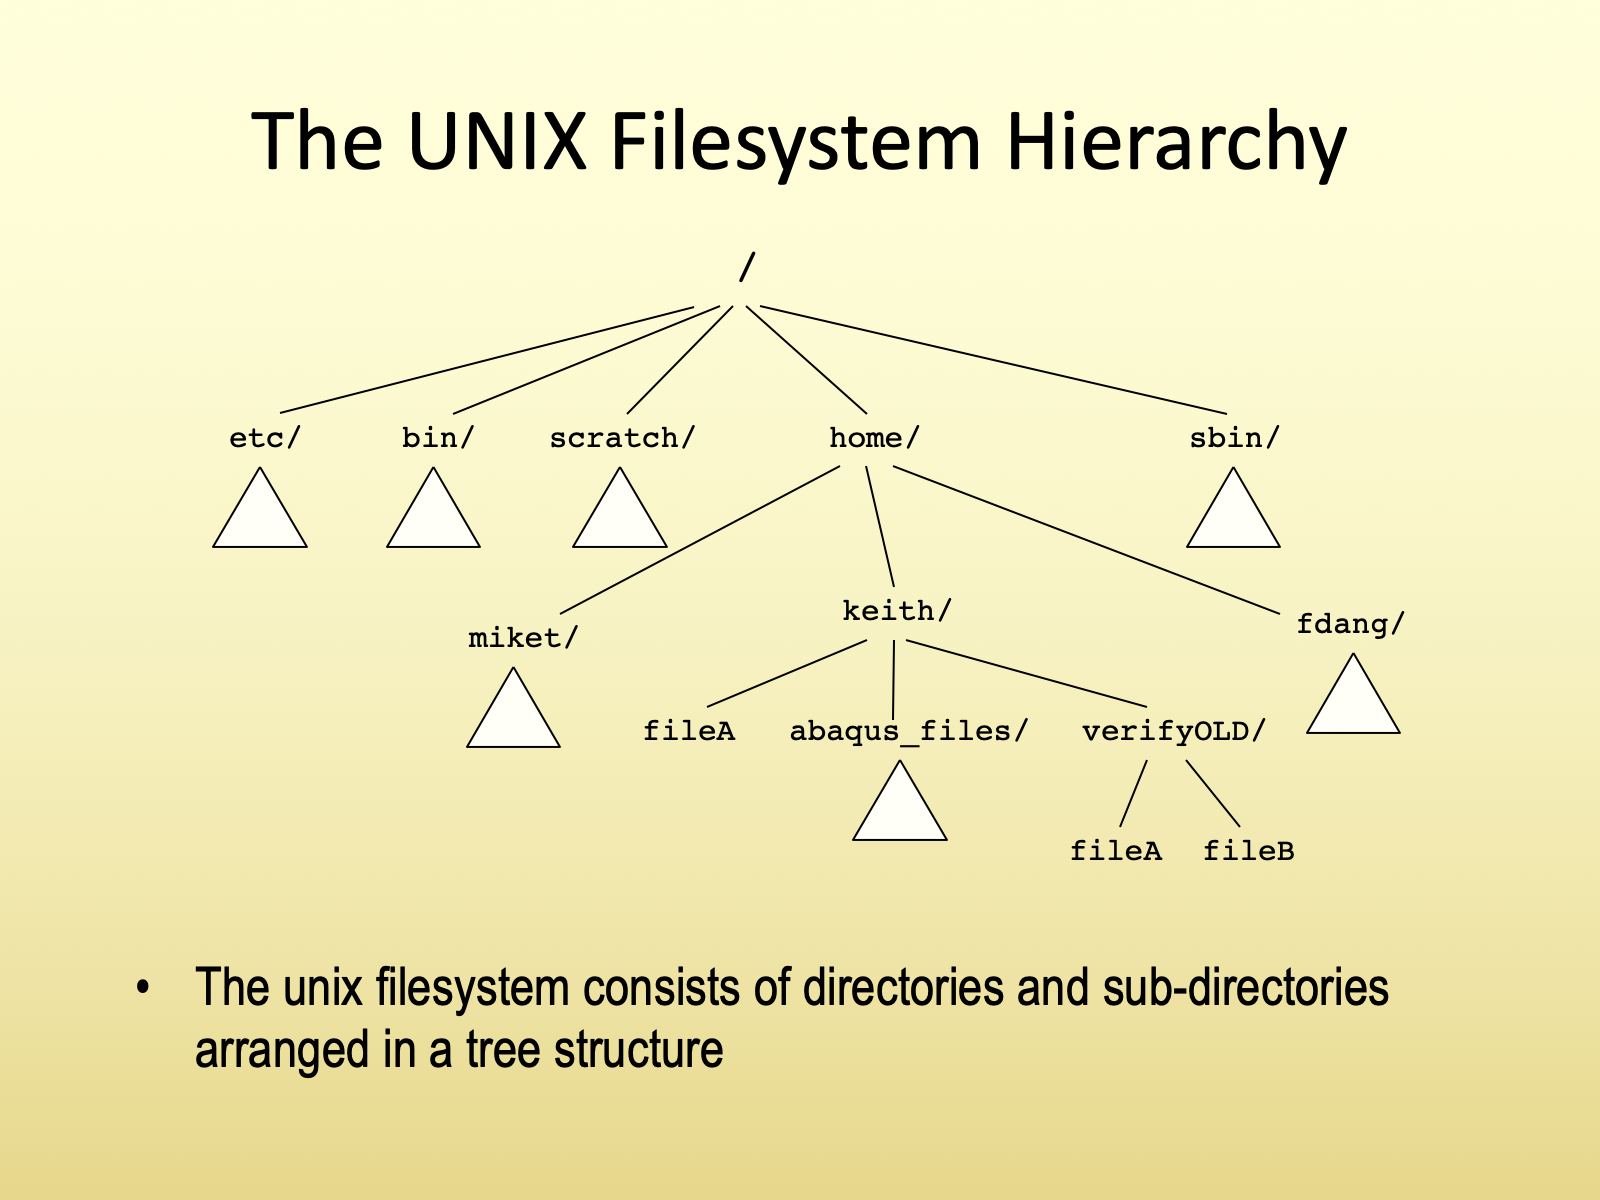 The UNIX Filesystem Hierarchy
/
etc/ bin/ scratch/ home/ sbin/
keith/
fdang/
miket/
fileA abaqus_files/ verifyOLD/
fileA fileB
• The unix filesystem consists of directories and sub-directories
arranged in a tree structure